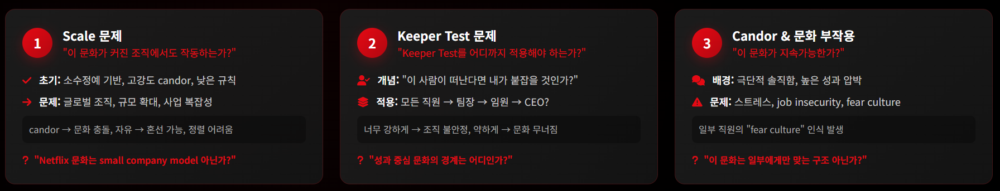 1
Scale 문제
"이 문화가 커진 조직에서도 작동하는가?"
초기: 소수정예 기반, 고강도 candor, 낮은 규칙
문제: 글로벌 조직, 규모 확대, 사업 복잡성
candor → 문화 충돌, 자유 → 혼선 가능, 정렬 어려움
? "Netflix 문화는 small company model 아닌가?"
2
Keeper Test 문제
"Keeper Test를 어디까지 적용해야 하는가?"
개념: "이 사람이 떠난다면 내가 붙잡을 것인가?"
적용: 모든 직원 → 팀장 → 임원 → CEO?
너무 강하게 → 조직 불안정, 약하게 → 문화 무너짐
? "성과 중심 문화의 경계는 어디인가?"
3
Candor & 문화 부작용
"이 문화가 지속가능한가?"
배경: 극단적 솔직함, 높은 성과 압박
문제: 스트레스, job insecurity, fear culture
일부 직원의 "fear culture" 인식 발생
? "이 문화는 일부에게만 맞는 구조 아닌가?"